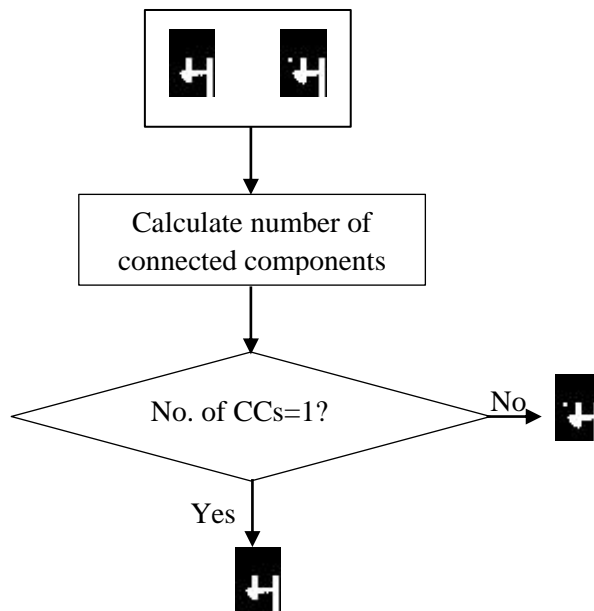 Calculate number of
connected components
No. of CCs=1?
No
Yes